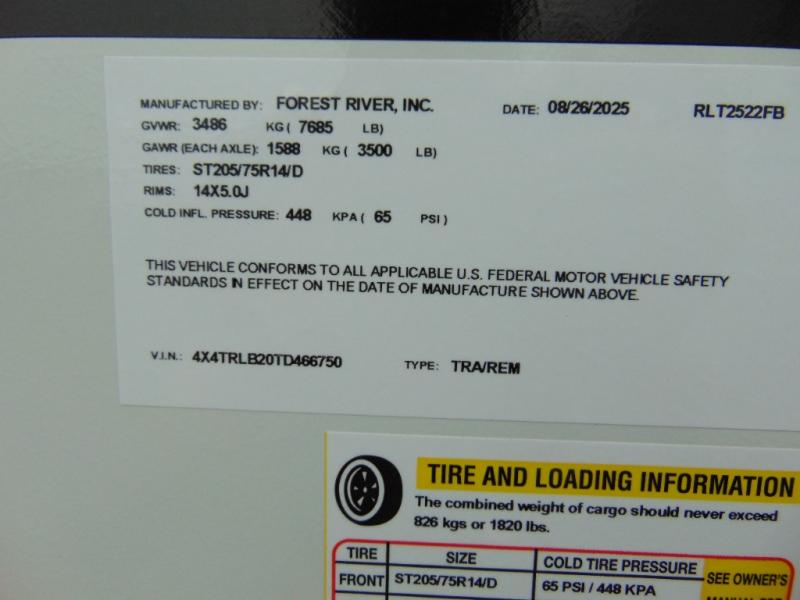 MANUFACTURED BY: FOREST RIVER, INC. DATE: 08/26/2025 RLT2522FB
GVWR: 3486 KG ( 7685 LB)
GAWR (EACH AXLE): 1588 KG ( 3500 LB)
TIRES: ST205/75R14/D
RIMS: 14X5.0J
COLD INFL. PRESSURE: 448 KPA ( 65 PSI )
THIS VEHICLE CONFORMS TO ALL APPLICABLE U.S. FEDERAL MOTOR VEHICLE SAFETY
STANDARDS IN EFFECT ON THE DATE OF MANUFACTURE SHOWN ABOVE.
V.I.N.: 4X4TRLB20TD466750 TYPE: TRA/REM
TIRE AND LOADING INFORMATION
The combined weight of cargo should never exceed
826 kgs or 1820 lbs.
TIRE SIZE COLD TIRE PRESSURE SEE OWNER'S
FRONT ST205/75R14/D 65 PSI / 448 KPA